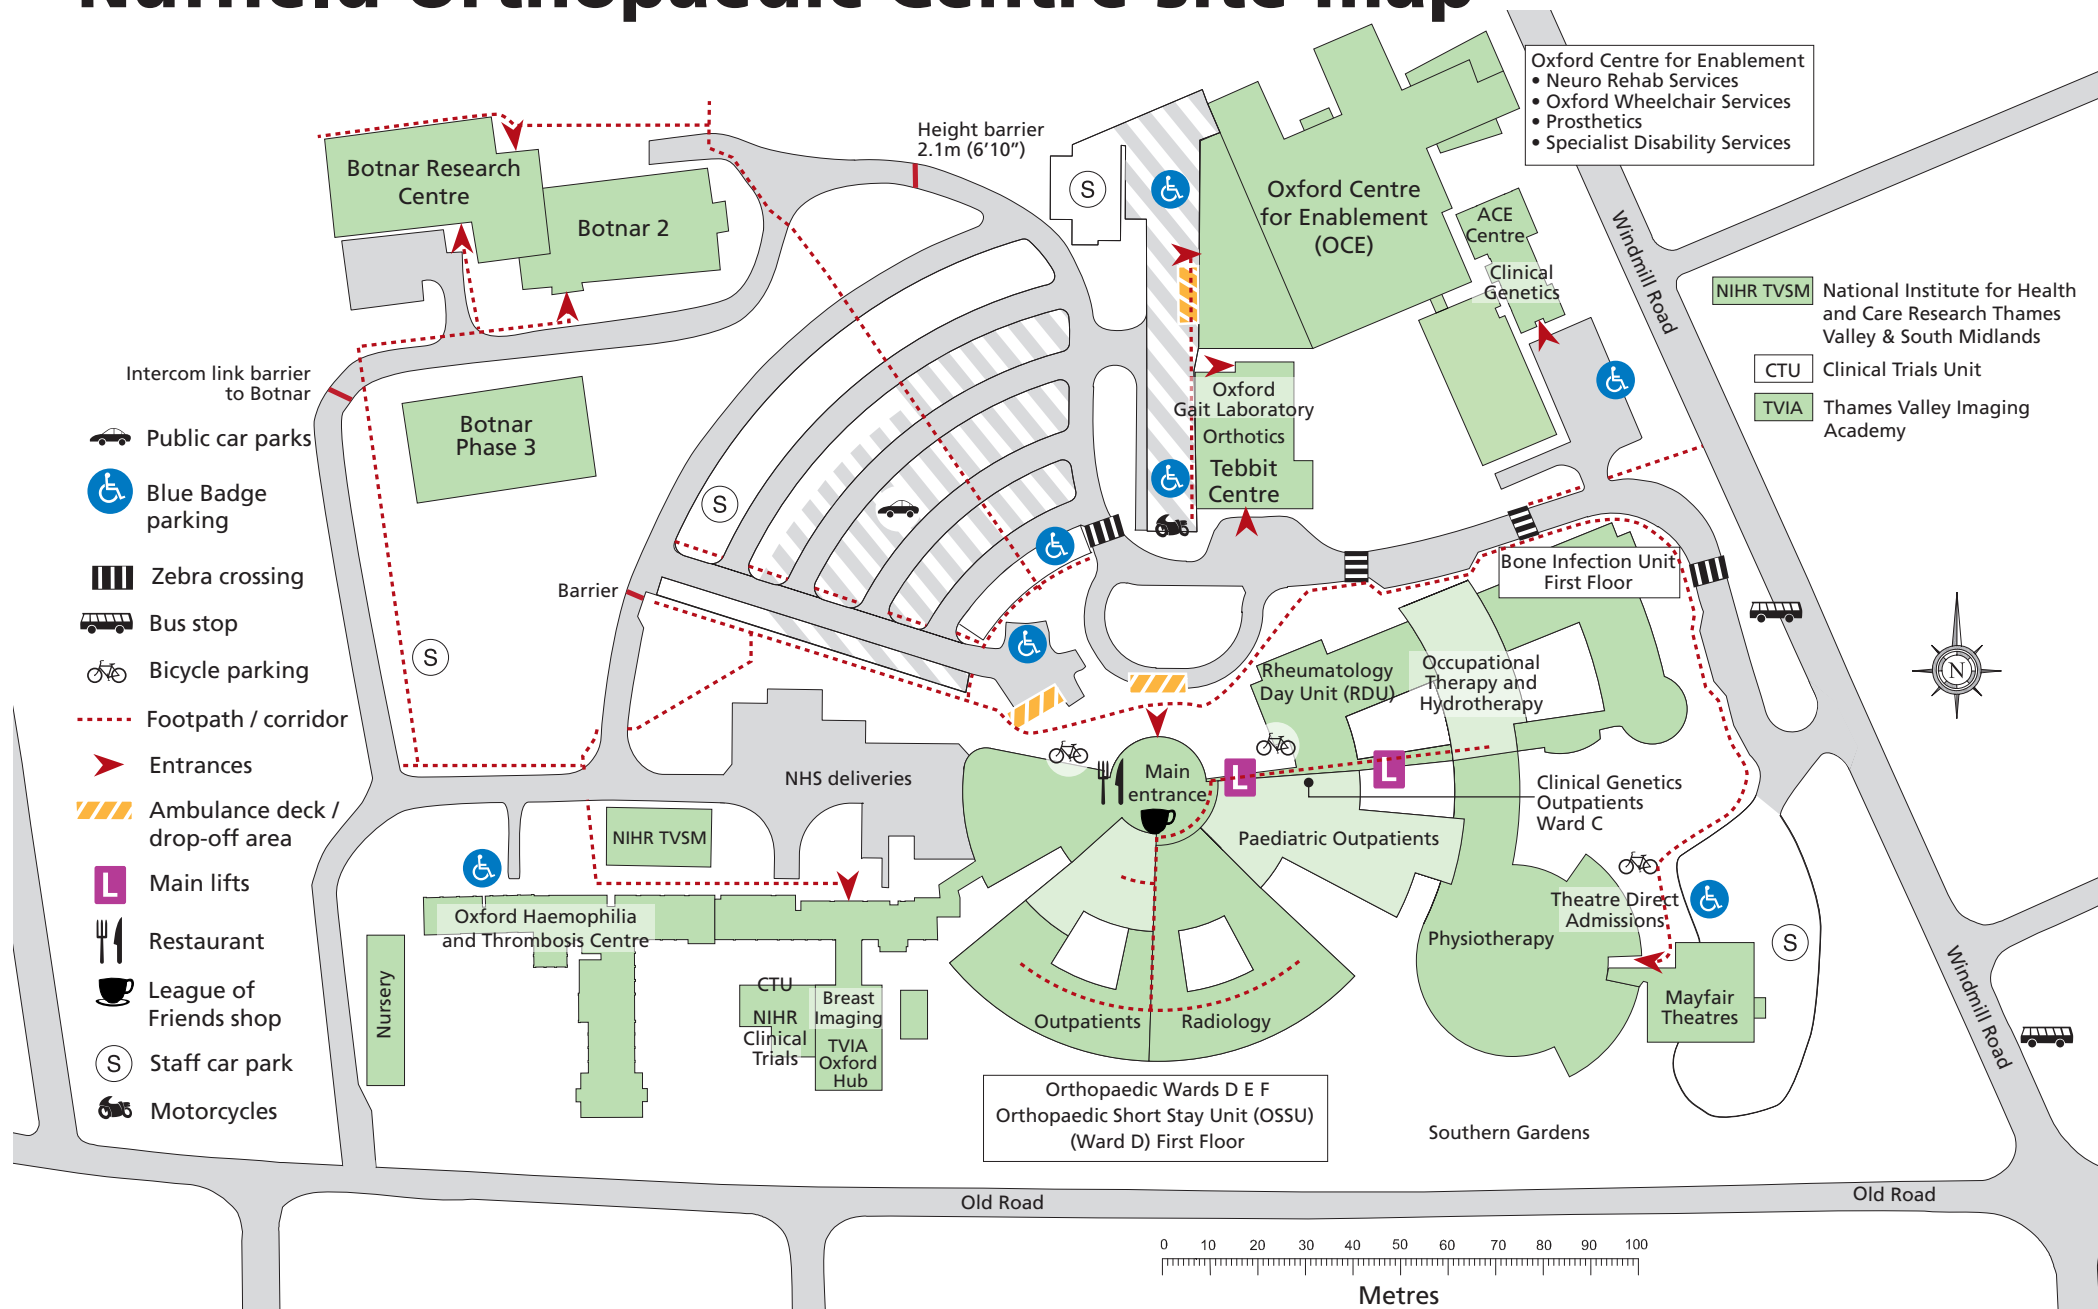 Nuffield Orthopaedic Centre site map
Oxford Centre for Enablement
• Neuro Rehab Services
• Oxford Wheelchair Services
• Prosthetics
• Specialist Disability Services
Height barrier
2.1m (6’10”)
Botnar Research
Centre
Botnar 2
S
Oxford Centre
for Enablement
(OCE)
ACE
Centre
Clinical
Genetics
Windmill Road
NIHR TVSM
National Institute for Health
and Care Research Thames
Valley & South Midlands
CTU
Clinical Trials Unit
TVIA
Thames Valley Imaging
Academy
Intercom link barrier
to Botnar
Botnar
Phase 3
Oxford
Gait Laboratory
Orthotics
Tebbit
Centre
S
Public car parks
Blue Badge
parking
Zebra crossing
Bus stop
Bicycle parking
Footpath / corridor
Entrances
Ambulance deck /
drop-off area
L
Main lifts
Restaurant
League of
Friends shop
S
Staff car park
Motorcycles
Barrier
S
Bone Infection Unit
First Floor
Rheumatology
Day Unit (RDU)
Occupational
Therapy and
Hydrotherapy
N
NHS deliveries
Main
entrance
L
L
Clinical Genetics
Outpatients
Ward C
Paediatric Outpatients
NIHR TVSM
Oxford Haemophilia
and Thrombosis Centre
Theatre Direct
Admissions
Physiotherapy
S
Nursery
CTU
NIHR
Clinical
Trials
Breast
Imaging
TVIA
Oxford
Hub
Outpatients
Radiology
Mayfair
Theatres
Windmill Road
Orthopaedic Wards D E F
Orthopaedic Short Stay Unit (OSSU)
(Ward D) First Floor
Southern Gardens
Old Road
Old Road
0 10 20 30 40 50 60 70 80 90 100
Metres